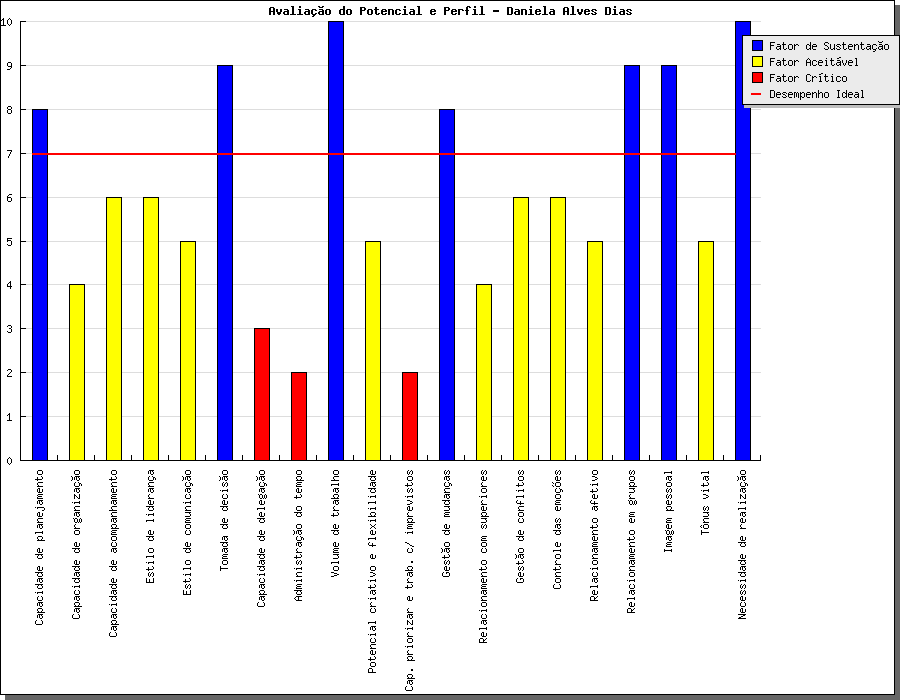 Avaliação do Potencial e Perfil - Daniela Alves Dias
10
9
8
7
6
5
4
3
2
1
0
Fator de Sustentação
Fator Aceitável
Fator Crítico
Desempenho Ideal
Capacidade de planejamento
Capacidade de organização
Capacidade de acompanhamento
Estilo de liderança
Estilo de comunicação
Tomada de decisão
Capacidade de delegação
Administração do tempo
Volume de trabalho
Potencial criativo e flexibilidade
Cap. priorizar e trab. c/ imprevistos
Gestão de mudanças
Relacionamento com superiores
Gestão de conflitos
Controle das emoções
Relacionamento afetivo
Relacionamento em grupos
Imagem pessoal
Tônus vital
Necessidade de realização